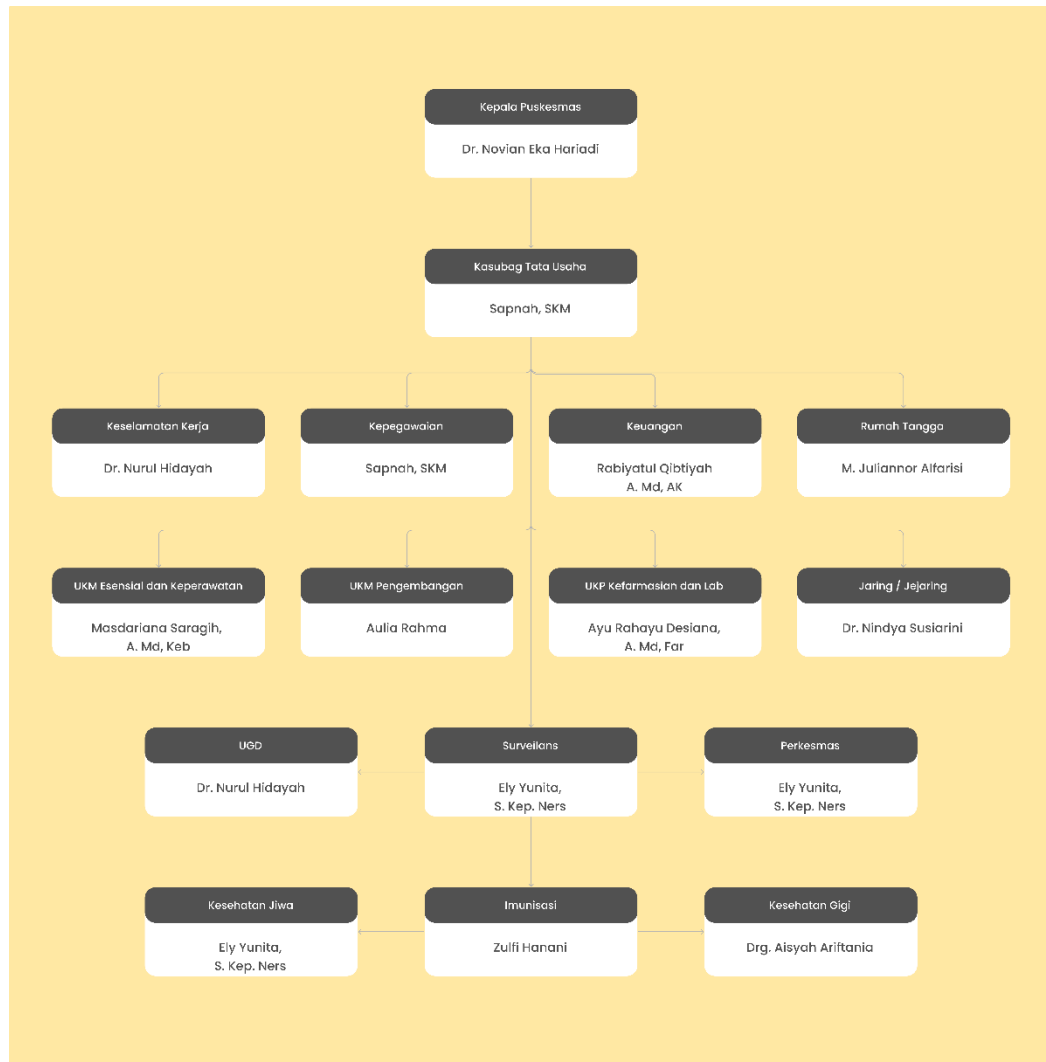 Kepala Puskesmas
Dr. Novian Eka Hariadi
Kasubag Tata Usaha
Sapnah, SKM
Keselamatan Kerja
Dr. Nurul Hidayah
Kepegawaian
Sapnah, SKM
Keuangan
Rabiyatul Qibtiyah
A. Md, AK
Rumah Tangga
M. Juliannor Alfarisi
UKM Esensial dan Keperawatan
Masdariana Saragih,
A. Md, Keb
UKM Pengembangan
Aulia Rahma
UKP Kefarmasian dan Lab
Ayu Rahayu Desiana,
A. Md, Far
Jaring / Jejaring
Dr. Nindya Susiarini
UGD
Dr. Nurul Hidayah
Surveilans
Ely Yunita,
S. Kep. Ners
Perkesmas
Ely Yunita,
S. Kep. Ners
Kesehatan Jiwa
Ely Yunita,
S. Kep. Ners
Imunisasi
Zulfi Hanani
Kesehatan Gigi
Drg. Aisyah Ariftania